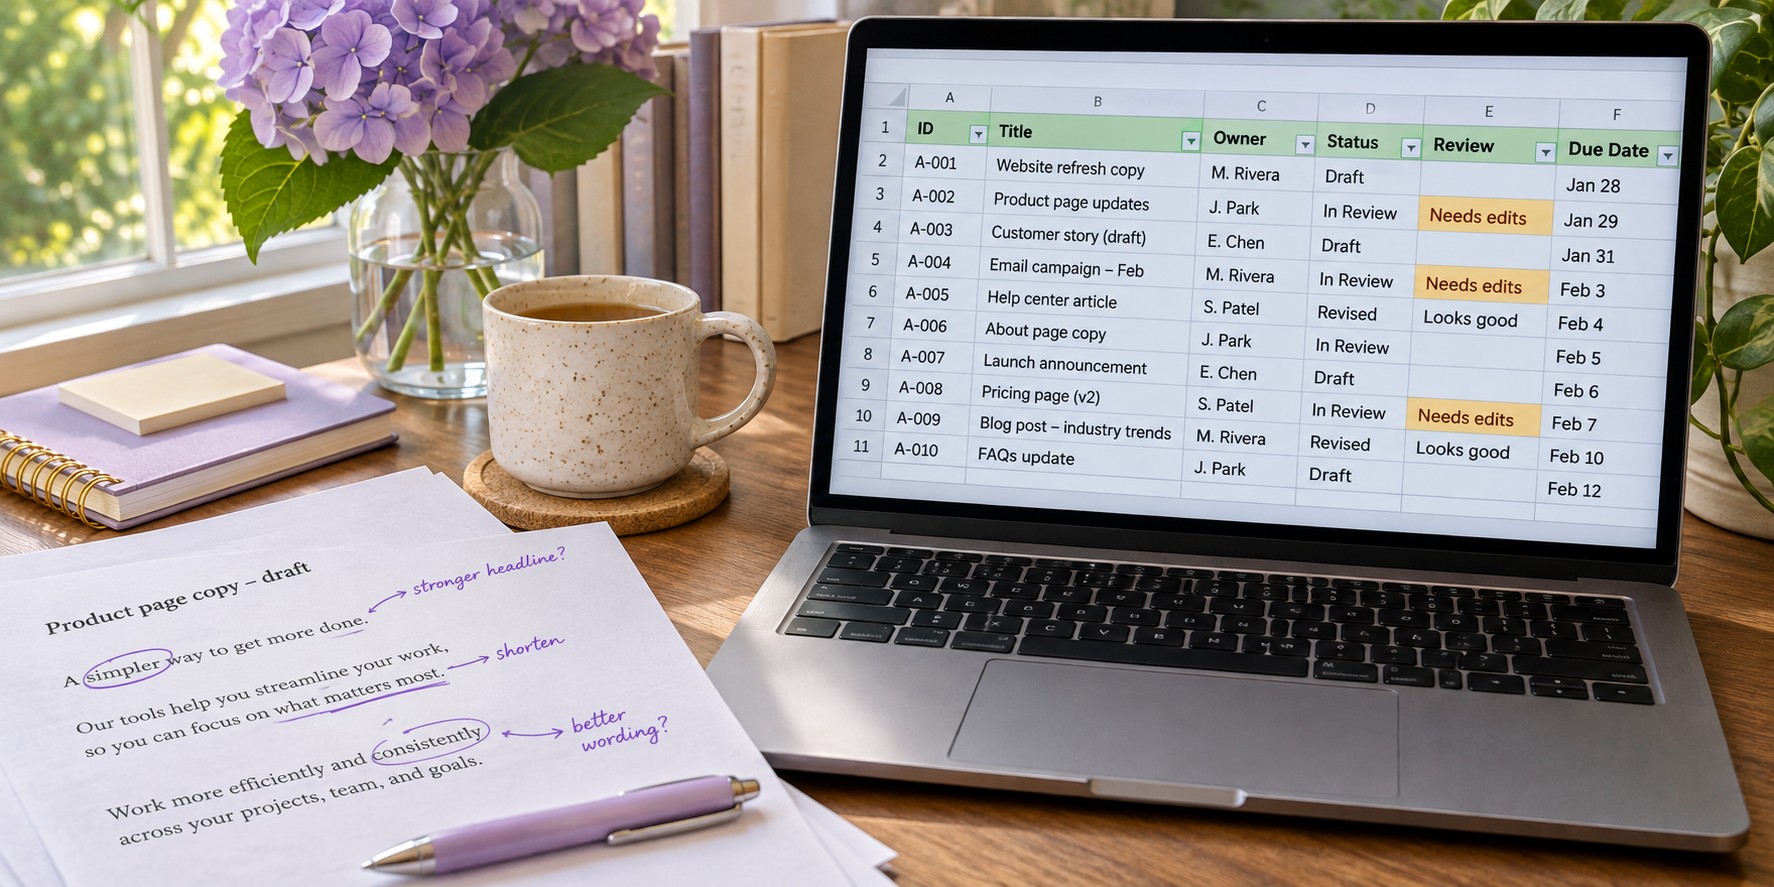 A B C D E F
1 ID Title Owner Status Review Due Date
2 A-001 Website refresh copy M. Rivera Draft Jan 28
3 A-002 Product page updates J. Park In Review Needs edits Jan 29
4 A-003 Customer story (draft) E. Chen Draft Jan 31
5 A-004 Email campaign – Feb M. Rivera In Review Needs edits Feb 3
6 A-005 Help center article S. Patel Revised Looks good Feb 4
7 A-006 About page copy J. Park In Review Feb 5
8 A-007 Launch announcement E. Chen Draft Feb 6
9 A-008 Pricing page (v2) S. Patel In Review Needs edits Feb 7
10 A-009 Blog post – industry trends M. Rivera Revised Looks good Feb 10
11 A-010 FAQs update J. Park Draft Feb 12
Product page copy – draft
A simpler way to get more done.
stronger headline?
Our tools help you streamline your work,
so you can focus on what matters most.
shorten
Work more efficiently and consistently
across your projects, team, and goals.
better
wording?